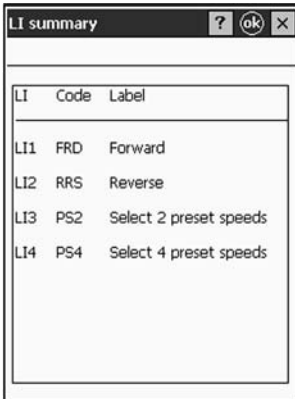 LI summary ? ok ×
LI Code Label
LI1 FRD Forward
LI2 RRS Reverse
LI3 PS2 Select 2 preset speeds
LI4 PS4 Select 4 preset speeds